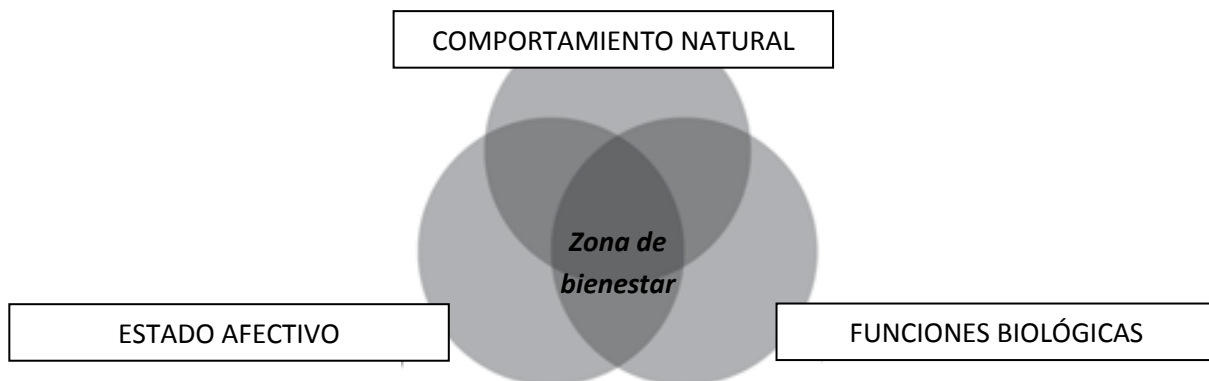 COMPORTAMIENTO NATURAL
Zona de
bienestar
ESTADO AFECTIVO
FUNCIONES BIOLÓGICAS